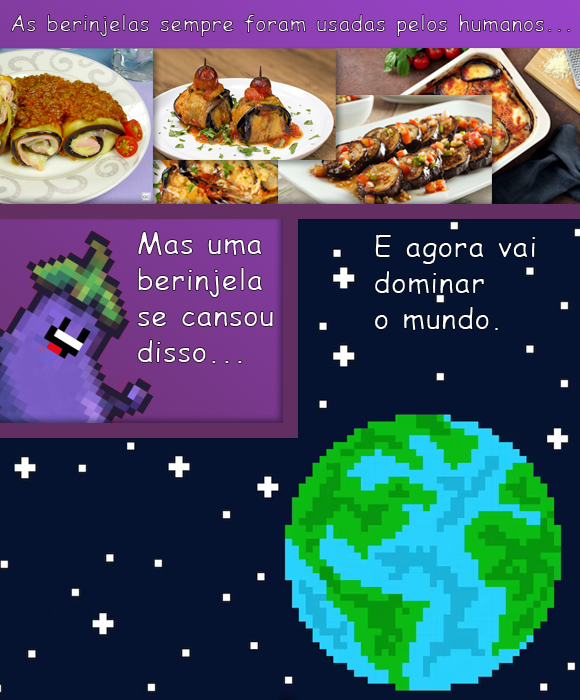 As berinjelas sempre foram usadas pelos humanos...
Mas uma
berinjela
se cansou
disso...
E agora vai
dominar
o mundo.